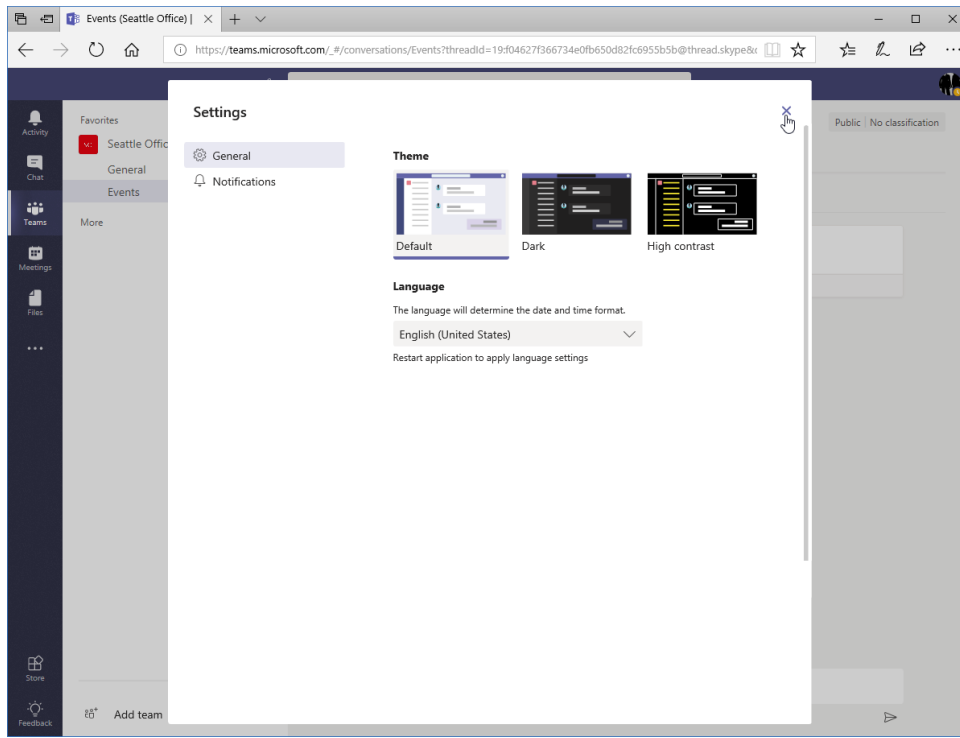 Events (Seattle Office) |
https://teams.microsoft.com/_#/conversations/Events?threadId=19:f04627f366734e0fb650d82fc6955b5b@thread.skype&
Activity
Chat
Teams
Meetings
Files
Store
Feedback
Favorites
Seattle Offic
General
Events
More
Add team
Settings
General
Notifications
Theme
Default
Dark
High contrast
Language
The language will determine the date and time format.
English (United States)
Restart application to apply language settings
Public | No classification